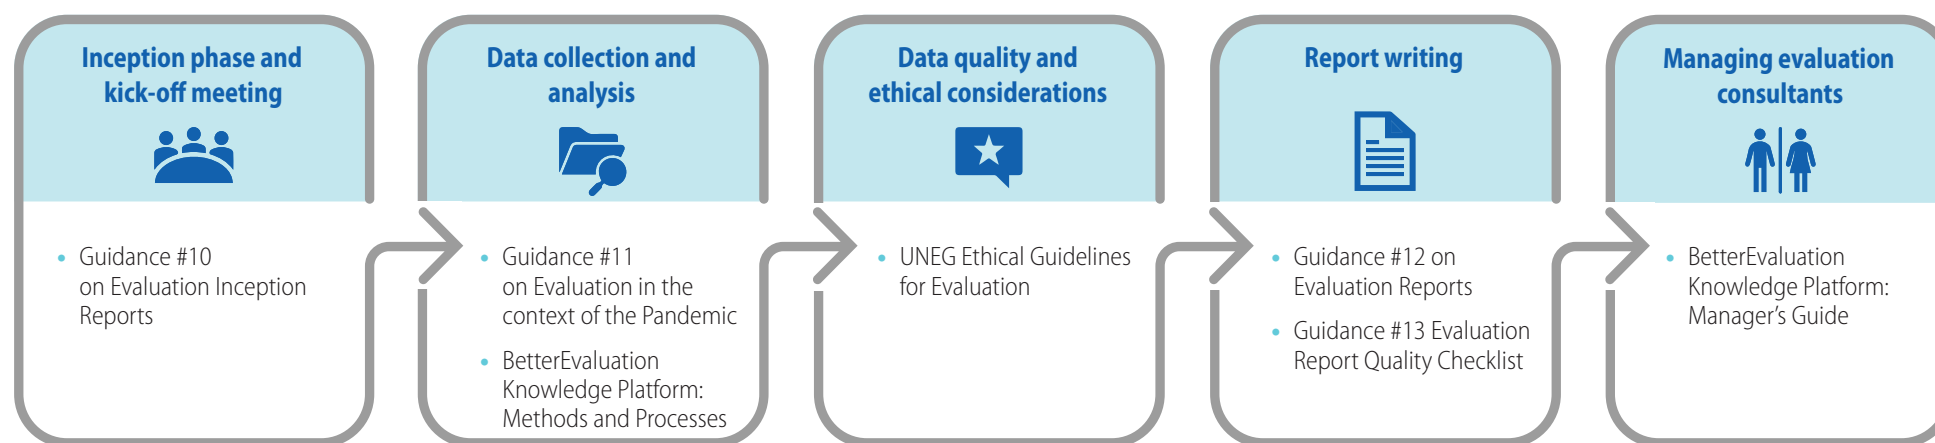 Inception phase and
kick-off meeting
• Guidance #10
on Evaluation Inception
Reports
Data collection and
analysis
• Guidance #11
on Evaluation in the
context of the Pandemic
• BetterEvaluation
Knowledge Platform:
Methods and Processes
Data quality and
ethical considerations
• UNEG Ethical Guidelines
for Evaluation
Report writing
• Guidance #12 on
Evaluation Reports
• Guidance #13 Evaluation
Report Quality Checklist
Managing evaluation
consultants
• BetterEvaluation
Knowledge Platform:
Manager’s Guide